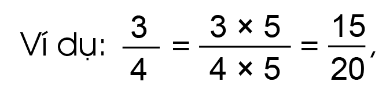 Ví dụ: 3/4 = (3 × 5)/(4 × 5) = 15/20,